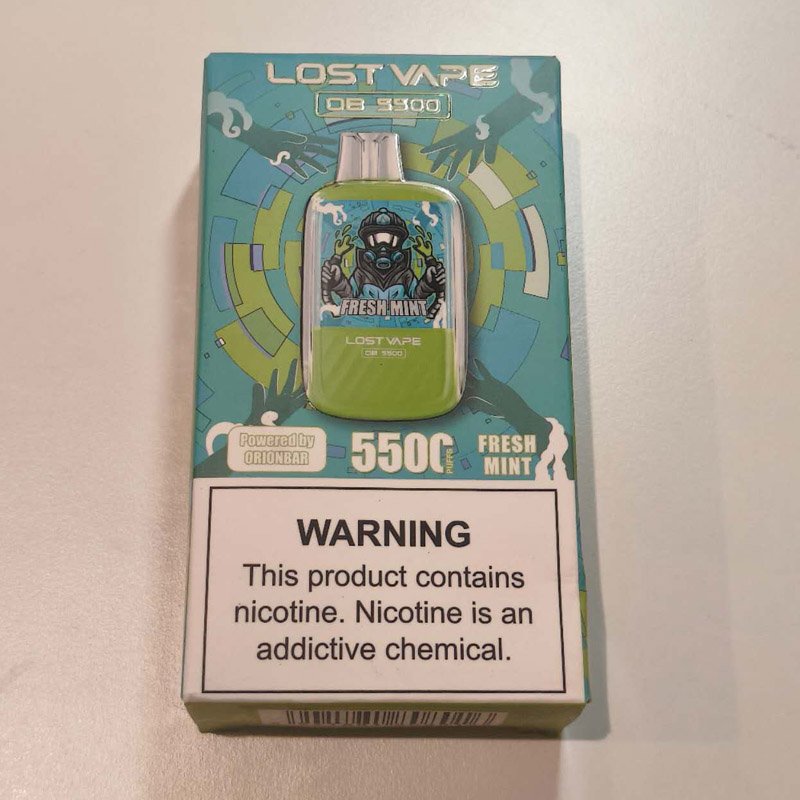 LOST VAPE
OB 5500
FRESH MINT
LOST VAPE
OB 5500
Powered by
ORIONBAR
5500
PUFFS
FRESH
MINT
WARNING
This product contains
nicotine. Nicotine is an
addictive chemical.